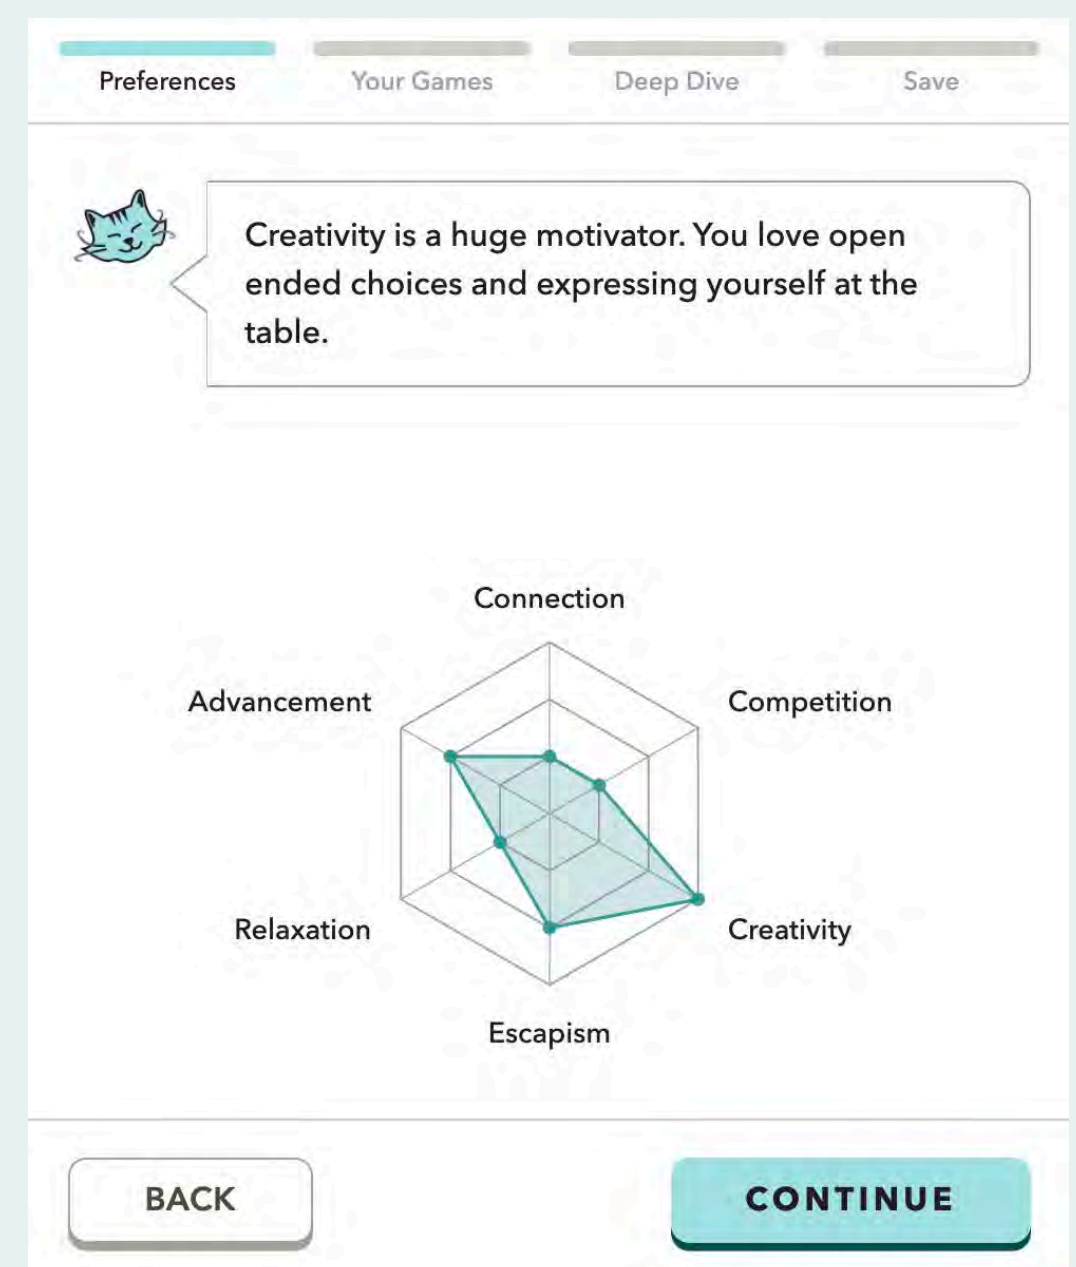 Preferences
Your Games
Deep Dive
Save
Creativity is a huge motivator. You love open
ended choices and expressing yourself at the
table.
Connection
Advancement
Competition
Relaxation
Creativity
Escapism
BACK
CONTINUE